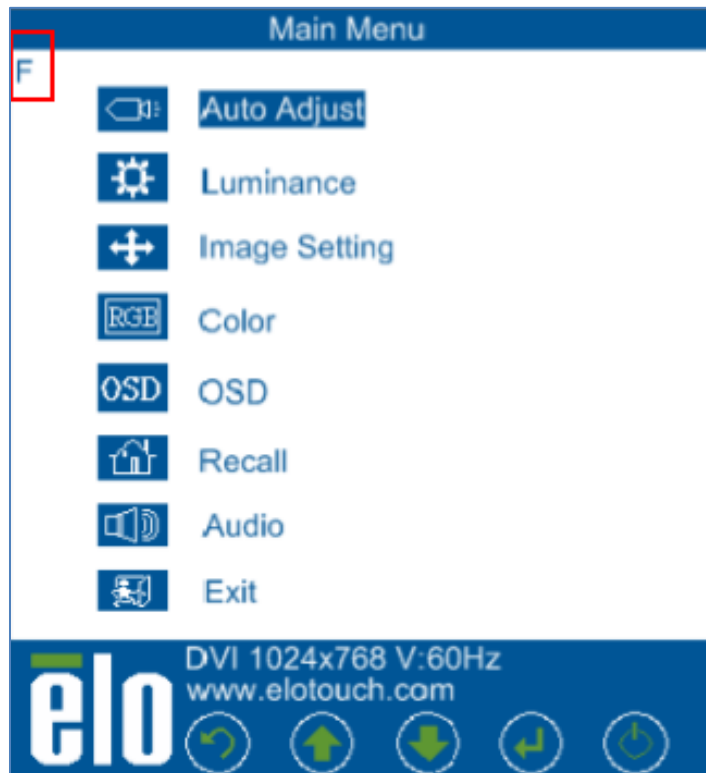 Main Menu
F
Auto Adjust
Luminance
Image Setting
RGB Color
OSD OSD
Recall
Audio
Exit
DVI 1024x768 V:60Hz
www.elotouch.com
elo